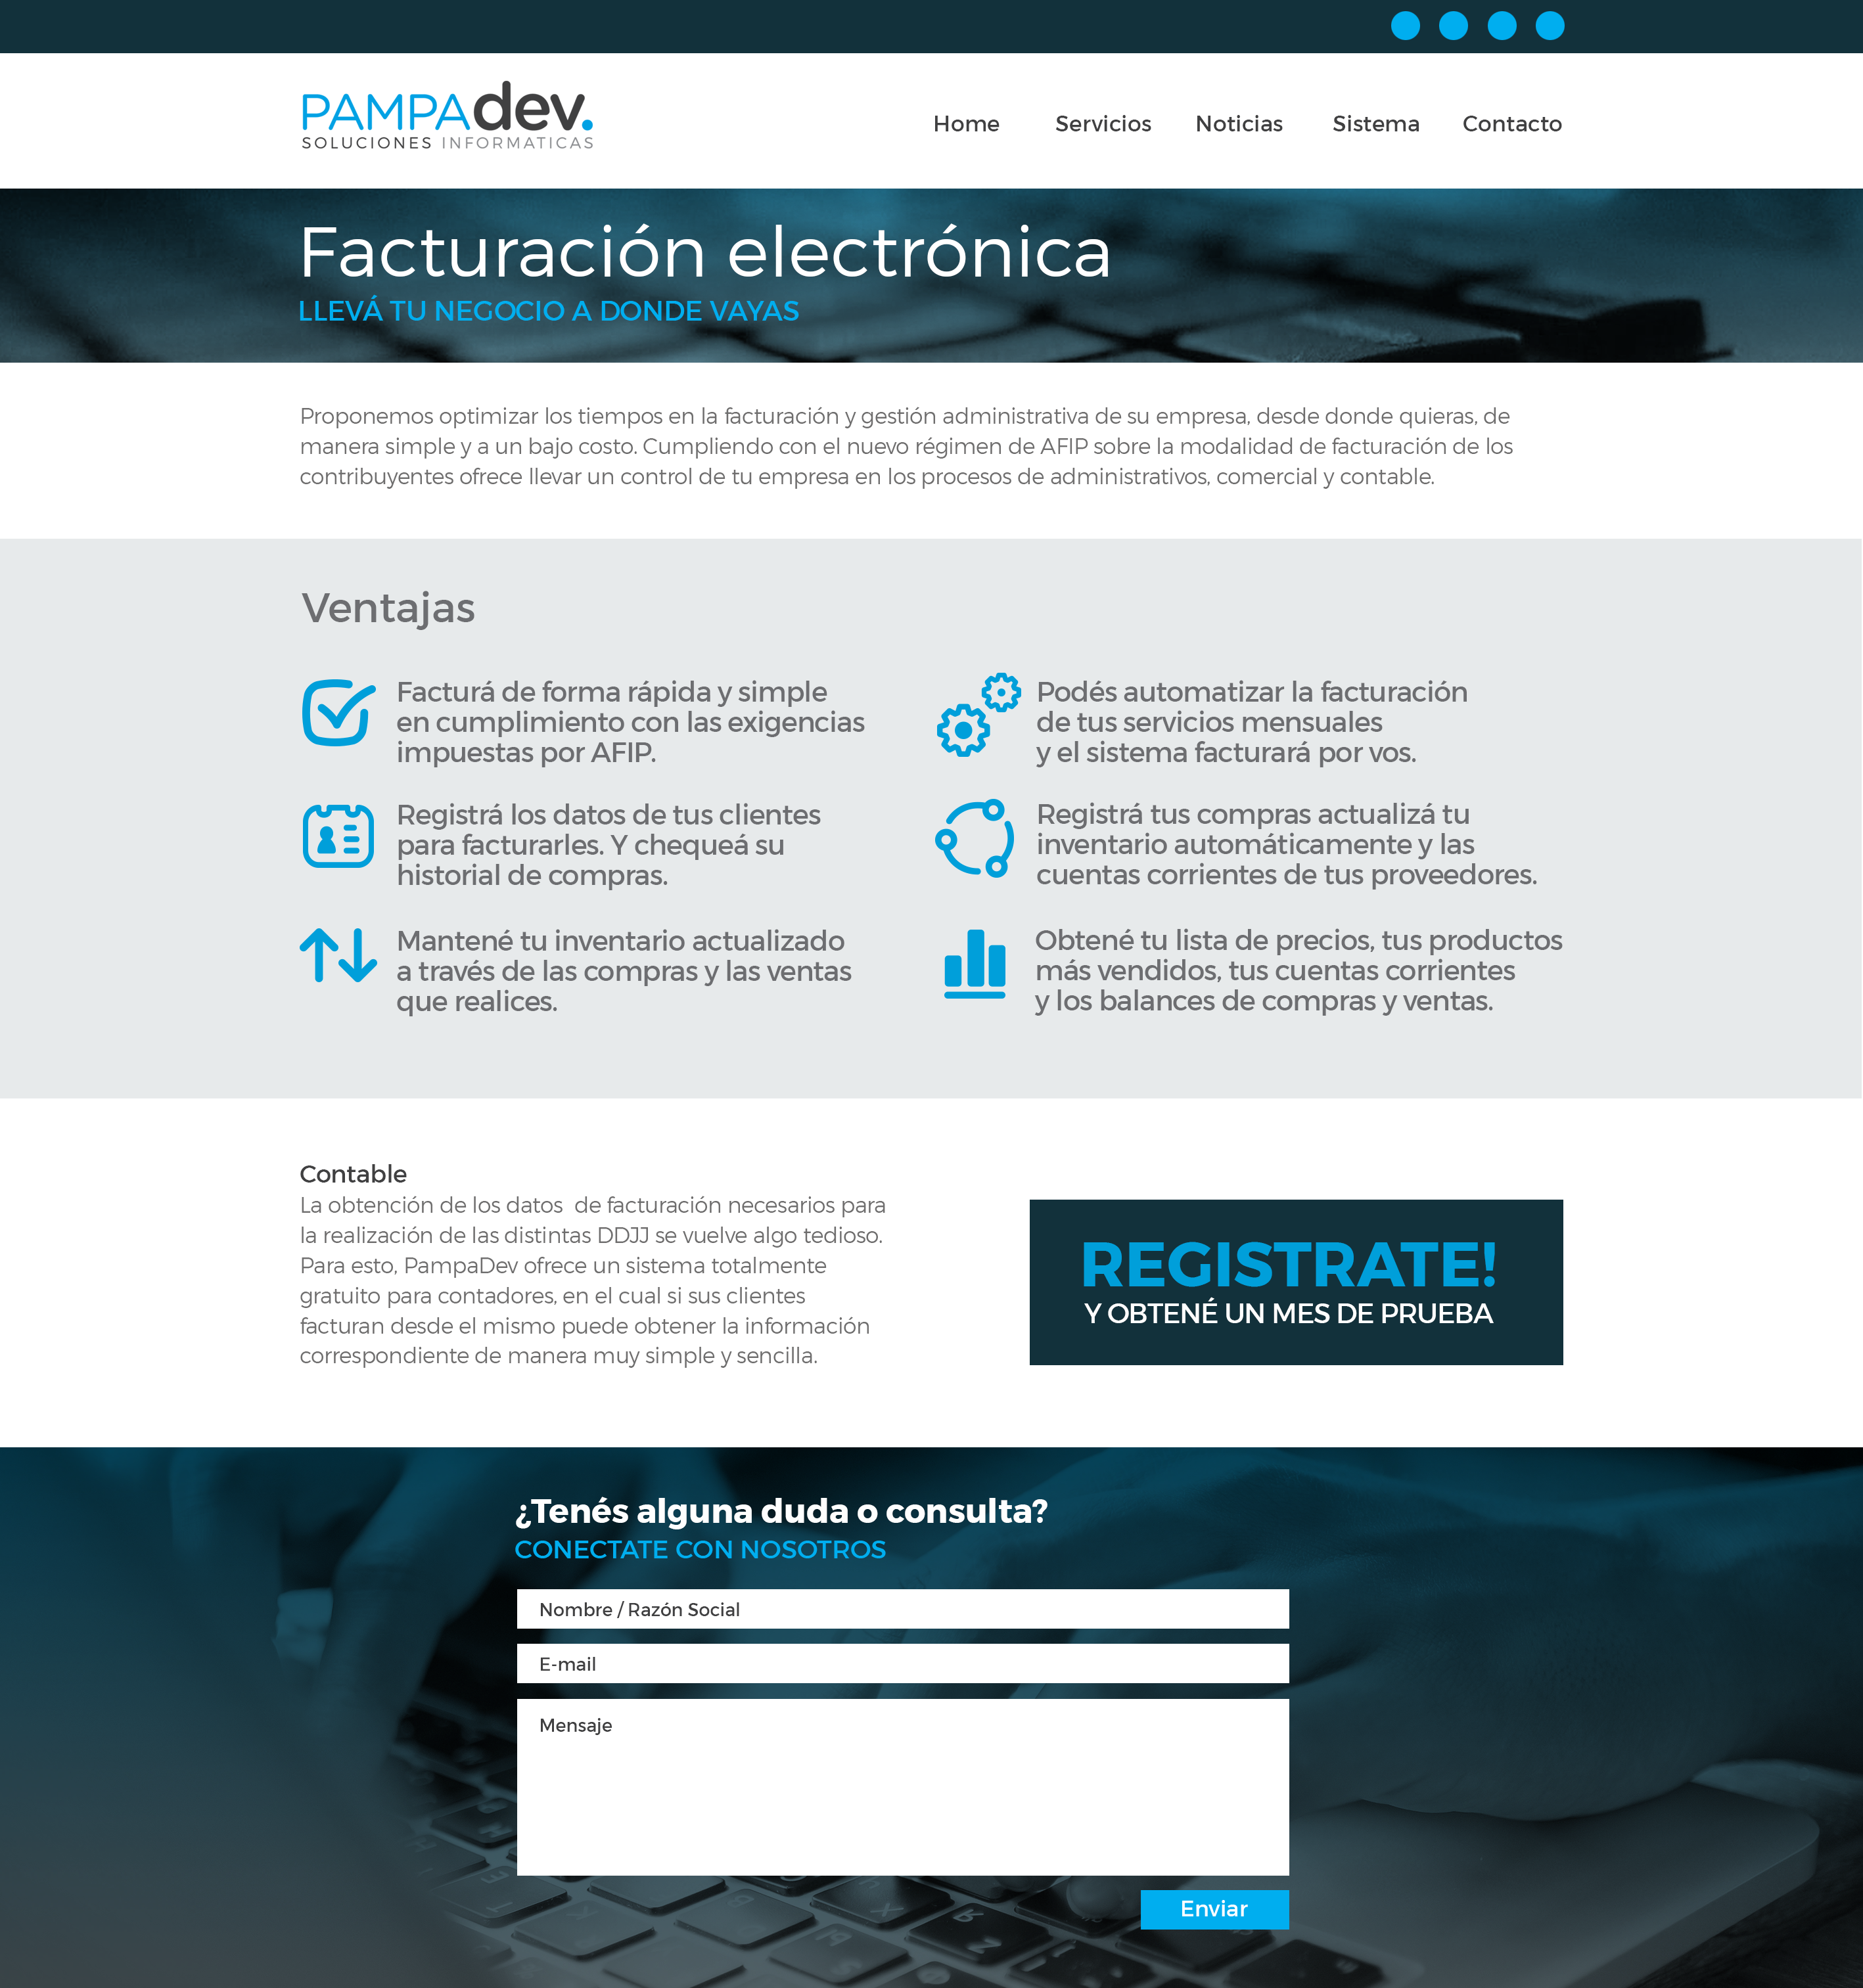 PAMPAdev.
SOLUCIONES INFORMATICAS
Home Servicios Noticias Sistema Contacto
Facturación electrónica
LLEVÁ TU NEGOCIO A DONDE VAYAS
Proponemos optimizar los tiempos en la facturación y gestión administrativa de su empresa, desde donde quieras, de
manera simple y a un bajo costo. Cumpliendo con el nuevo régimen de AFIP sobre la modalidad de facturación de los
contribuyentes ofrece llevar un control de tu empresa en los procesos de administrativos, comercial y contable.
Ventajas
Facturá de forma rápida y simple
en cumplimiento con las exigencias
impuestas por AFIP.
Podés automatizar la facturación
de tus servicios mensuales
y el sistema facturará por vos.
Registrá los datos de tus clientes
para facturarles. Y chequeá su
historial de compras.
Registrá tus compras actualizá tu
inventario automáticamente y las
cuentas corrientes de tus proveedores.
Mantené tu inventario actualizado
a través de las compras y las ventas
que realices.
Obtené tu lista de precios, tus productos
más vendidos, tus cuentas corrientes
y los balances de compras y ventas.
Contable
La obtención de los datos  de facturación necesarios para
la realización de las distintas DDJJ se vuelve algo tedioso.
Para esto, PampaDev ofrece un sistema totalmente
gratuito para contadores, en el cual si sus clientes
facturan desde el mismo puede obtener la información
correspondiente de manera muy simple y sencilla.
REGISTRATE!
Y OBTENÉ UN MES DE PRUEBA
¿Tenés alguna duda o consulta?
CONECTATE CON NOSOTROS
Nombre / Razón Social
E-mail
Mensaje
Enviar